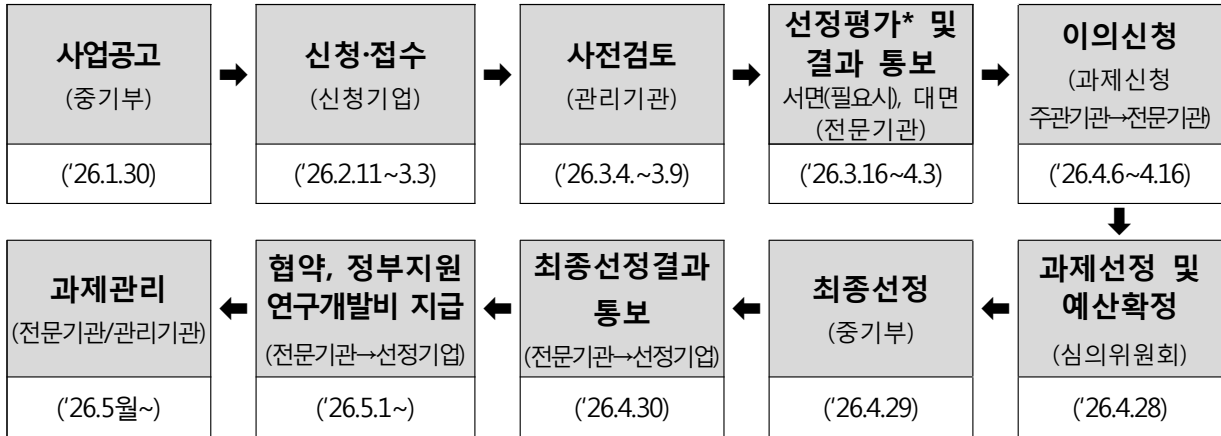 사업공고
(중기부)
('26.1.30)
신청·접수
(신청기업)
('26.2.11~3.3)
사전검토
(관리기관)
('26.3.4.~3.9)
선정평가* 및
결과 통보
서면(필요시), 대면
(전문기관)
('26.3.16~4.3)
이의신청
(과제신청
주관기관→전문기관)
('26.4.6~4.16)
과제선정 및
예산확정
(심의위원회)
('26.4.28)
최종선정
(중기부)
('26.4.29)
최종선정결과
통보
(전문기관→선정기업)
('26.4.30)
협약, 정부지원
연구개발비 지급
(전문기관→선정기업)
('26.5.1~)
과제관리
(전문기관/관리기관)
('26.5월~)